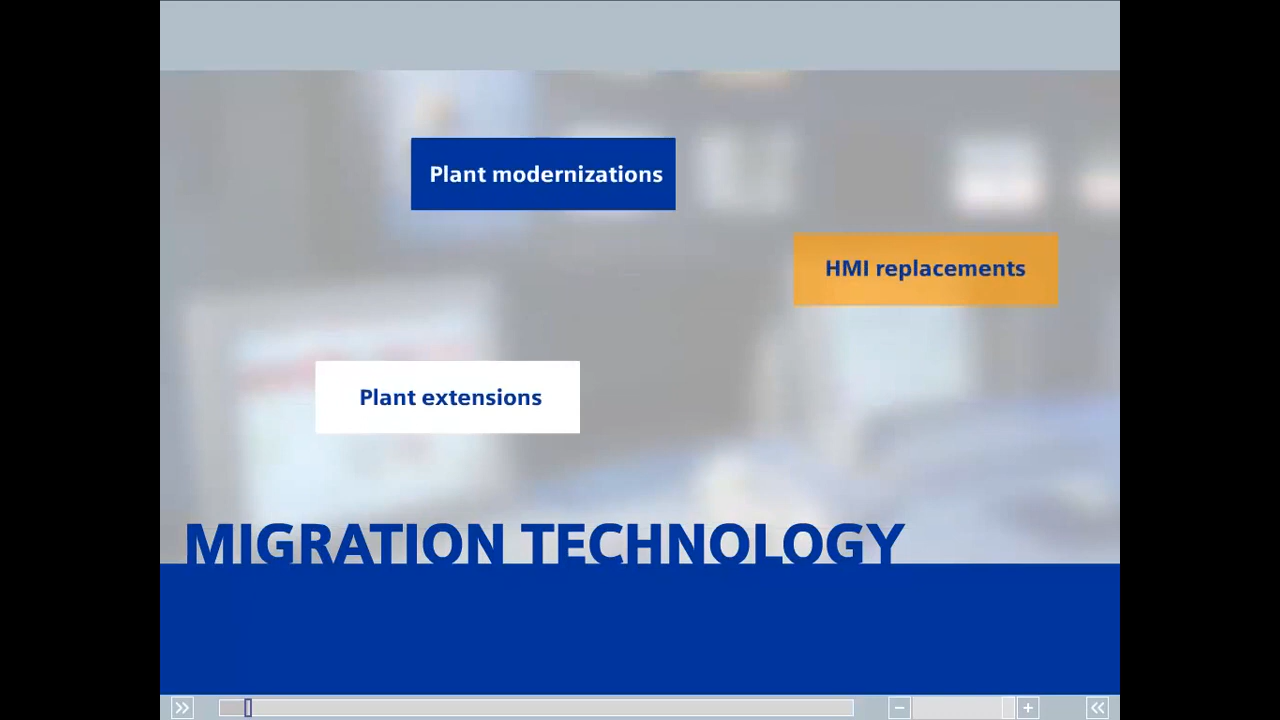 Plant modernizations
HMI replacements
Plant extensions
MIGRATION TECHNOLOGY